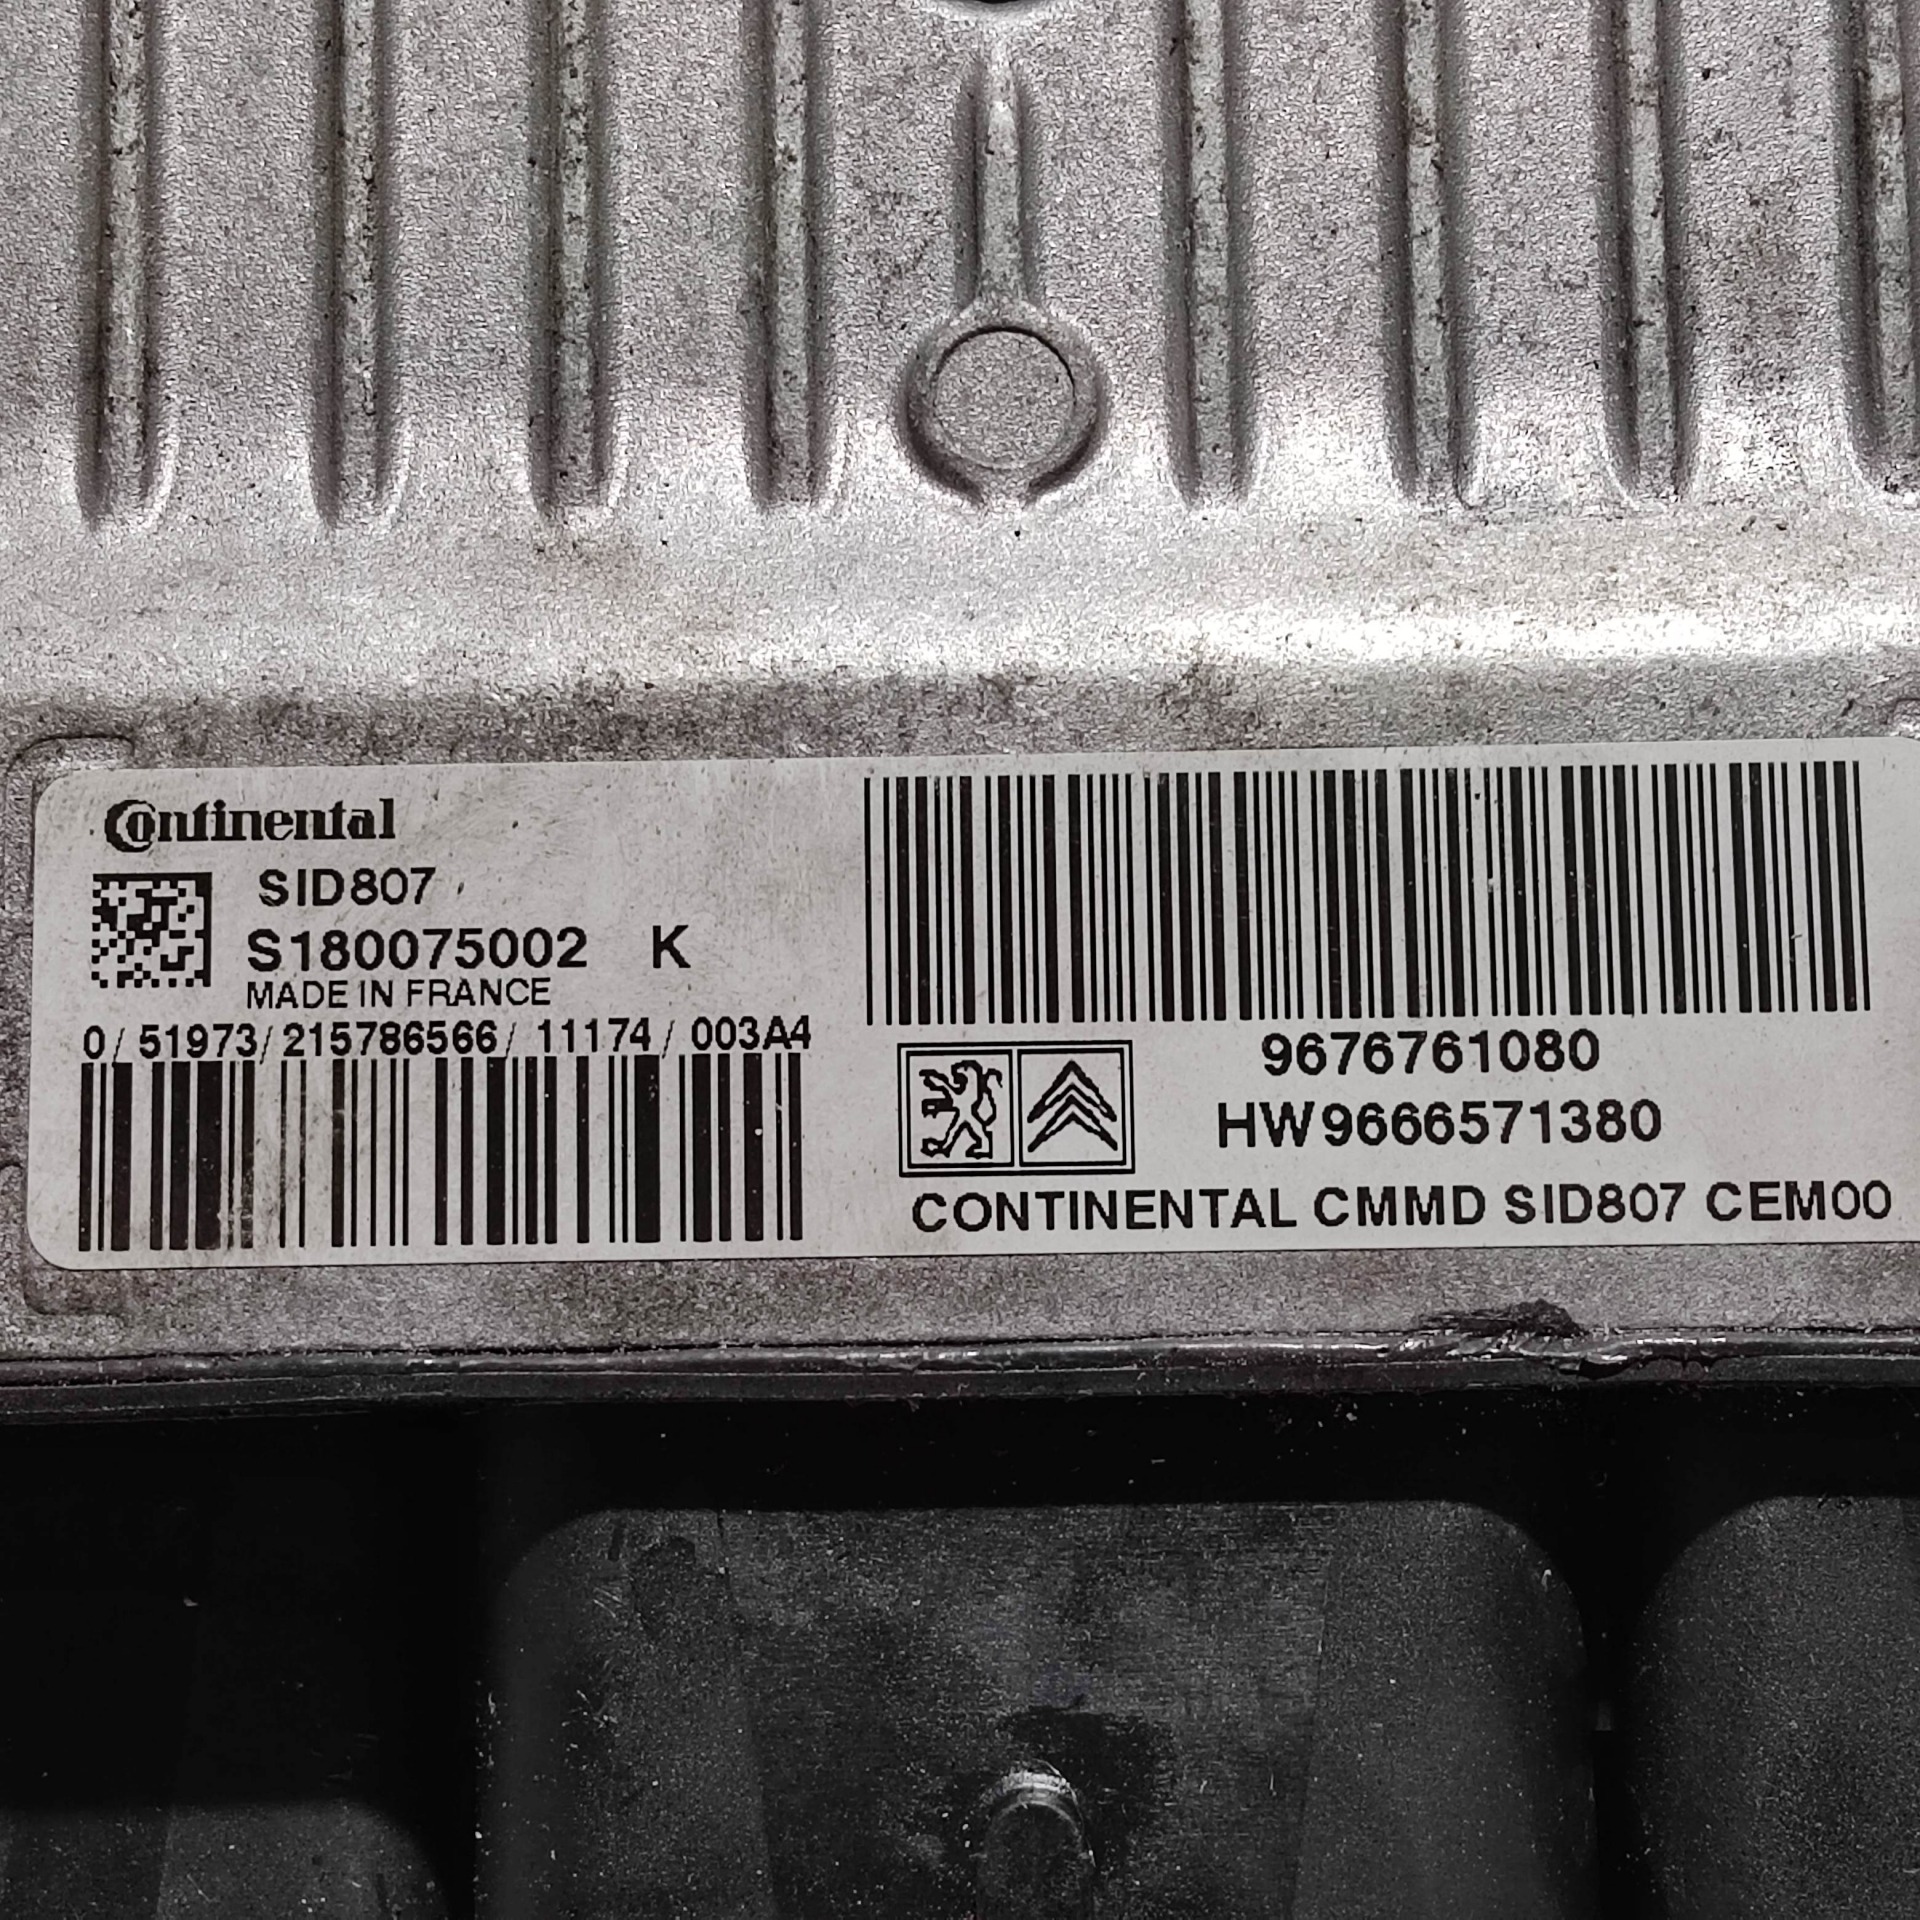 Continental
SID807
S180075002 K
MADE IN FRANCE
0/51973/215786566/11174/003A4
9676761080
HW9666571380
CONTINENTAL CMMD SID807 CEM00